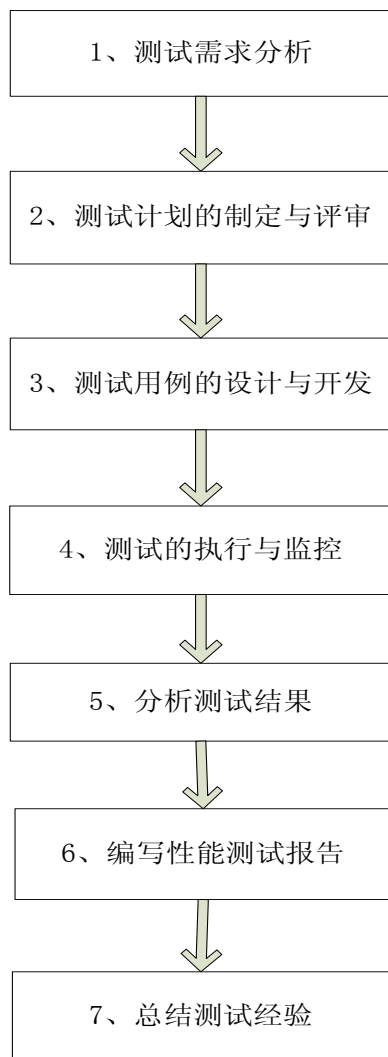 1、测试需求分析
2、测试计划的制定与评审
3、测试用例的设计与开发
4、测试的执行与监控
5、分析测试结果
6、编写性能测试报告
7、总结测试经验